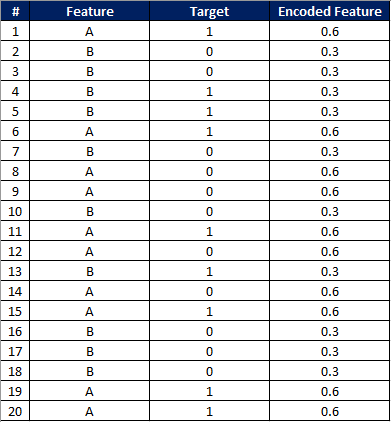 # Feature Target Encoded Feature
1 A 1 0.6
2 B 0 0.3
3 B 0 0.3
4 B 1 0.3
5 B 1 0.3
6 A 1 0.6
7 B 0 0.3
8 A 0 0.6
9 A 0 0.6
10 B 0 0.3
11 A 1 0.6
12 A 0 0.6
13 B 1 0.3
14 A 0 0.6
15 A 1 0.6
16 B 0 0.3
17 B 0 0.3
18 B 0 0.3
19 A 1 0.6
20 A 1 0.6